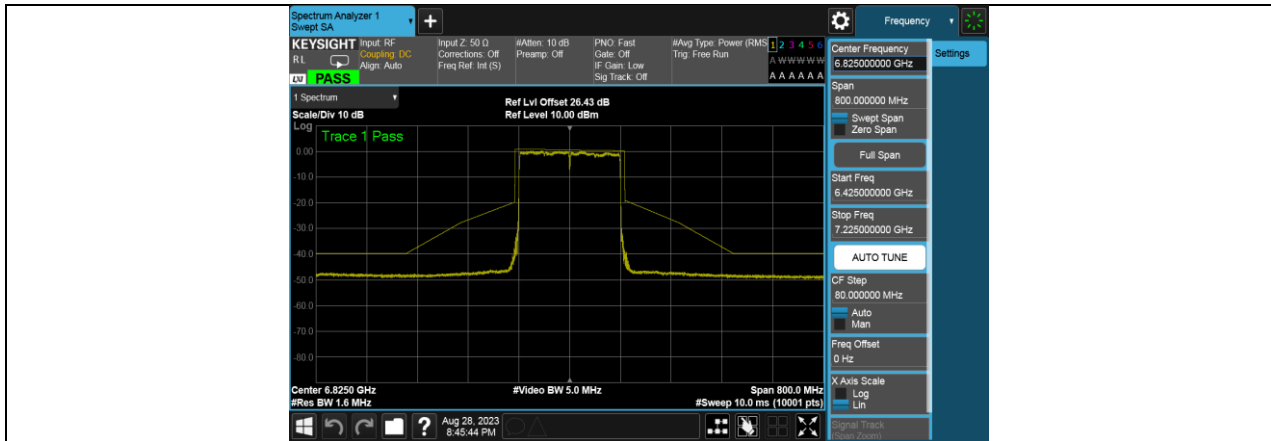 Spectrum Analyzer 1
Swept SA
Frequency
KEYSIGHT
RL
LXI PASS
Input: RF
Coupling: DC
Align: Auto
Input Z: 50 Ω
Corrections: Off
Freq Ref: Int (S)
#Atten: 10 dB
Preamp: Off
PNO: Fast
Gate: Off
IF Gain: Low
Sig Track: Off
#Avg Type: Power (RMS
Trig: Free Run
1 2 3 4 5 6
A W W W W W
A A A A A A
1 Spectrum
Scale/Div 10 dB
Ref Lvl Offset 26.43 dB
Ref Level 10.00 dBm
Log
Trace 1 Pass
0.00
-10.0
-20.0
-30.0
-40.0
-50.0
-60.0
-70.0
-80.0
Center 6.8250 GHz
#Res BW 1.6 MHz
#Video BW 5.0 MHz
Span 800.0 MHz
#Sweep 10.0 ms (10001 pts)
Aug 28, 2023
8:45:44 PM
Center Frequency
6.825000000 GHz
Settings
Span
800.000000 MHz
Swept Span
Zero Span
Full Span
Start Freq
6.425000000 GHz
Stop Freq
7.225000000 GHz
AUTO TUNE
CF Step
80.000000 MHz
Auto
Man
Freq Offset
0 Hz
X Axis Scale
Log
Lin
Signal Track
(Span Zoom)